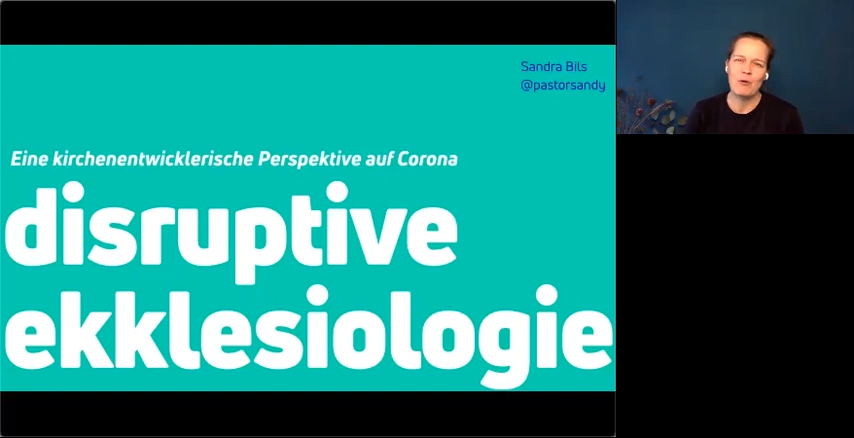 Sandra Bils
@pastorsandy
Eine kirchenentwicklerische Perspektive auf Corona
disruptive
ekklesiologie